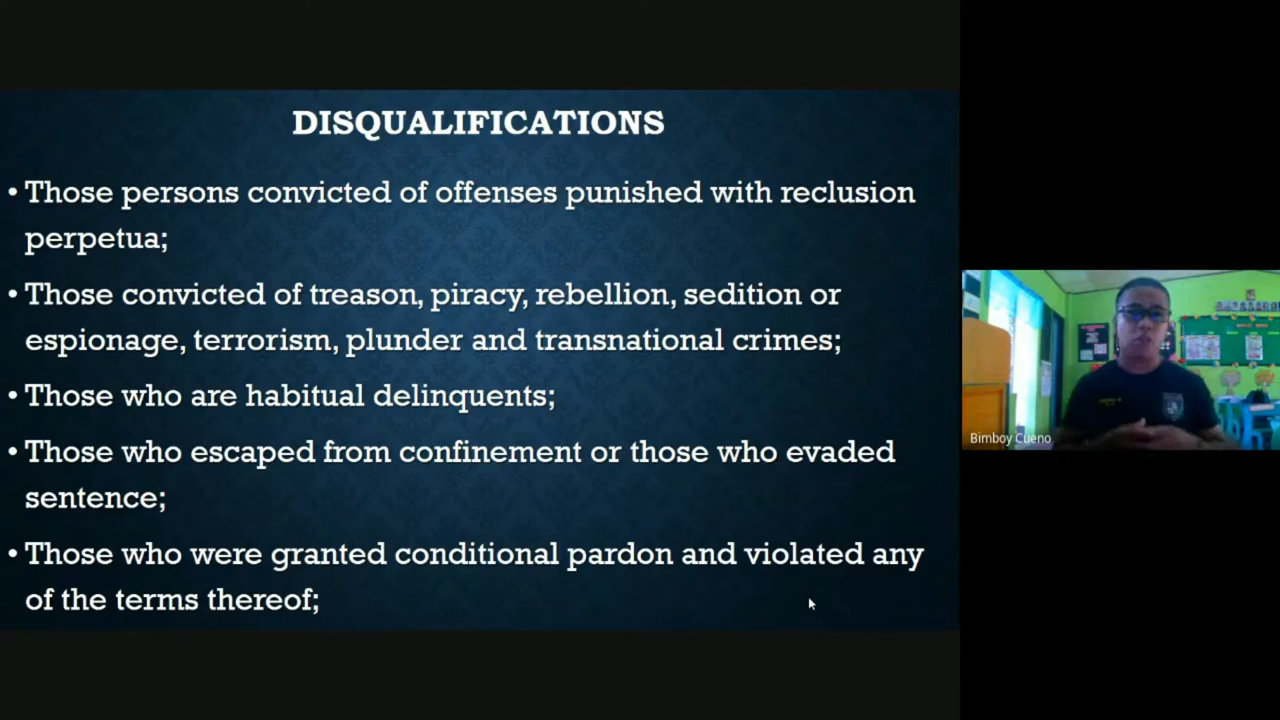 DISQUALIFICATIONS
• Those persons convicted of offenses punished with reclusion
perpetua;
• Those convicted of treason, piracy, rebellion, sedition or
espionage, terrorism, plunder and transnational crimes;
• Those who are habitual delinquents;
• Those who escaped from confinement or those who evaded
sentence;
• Those who were granted conditional pardon and violated any
of the terms thereof;
Bimboy Cueno